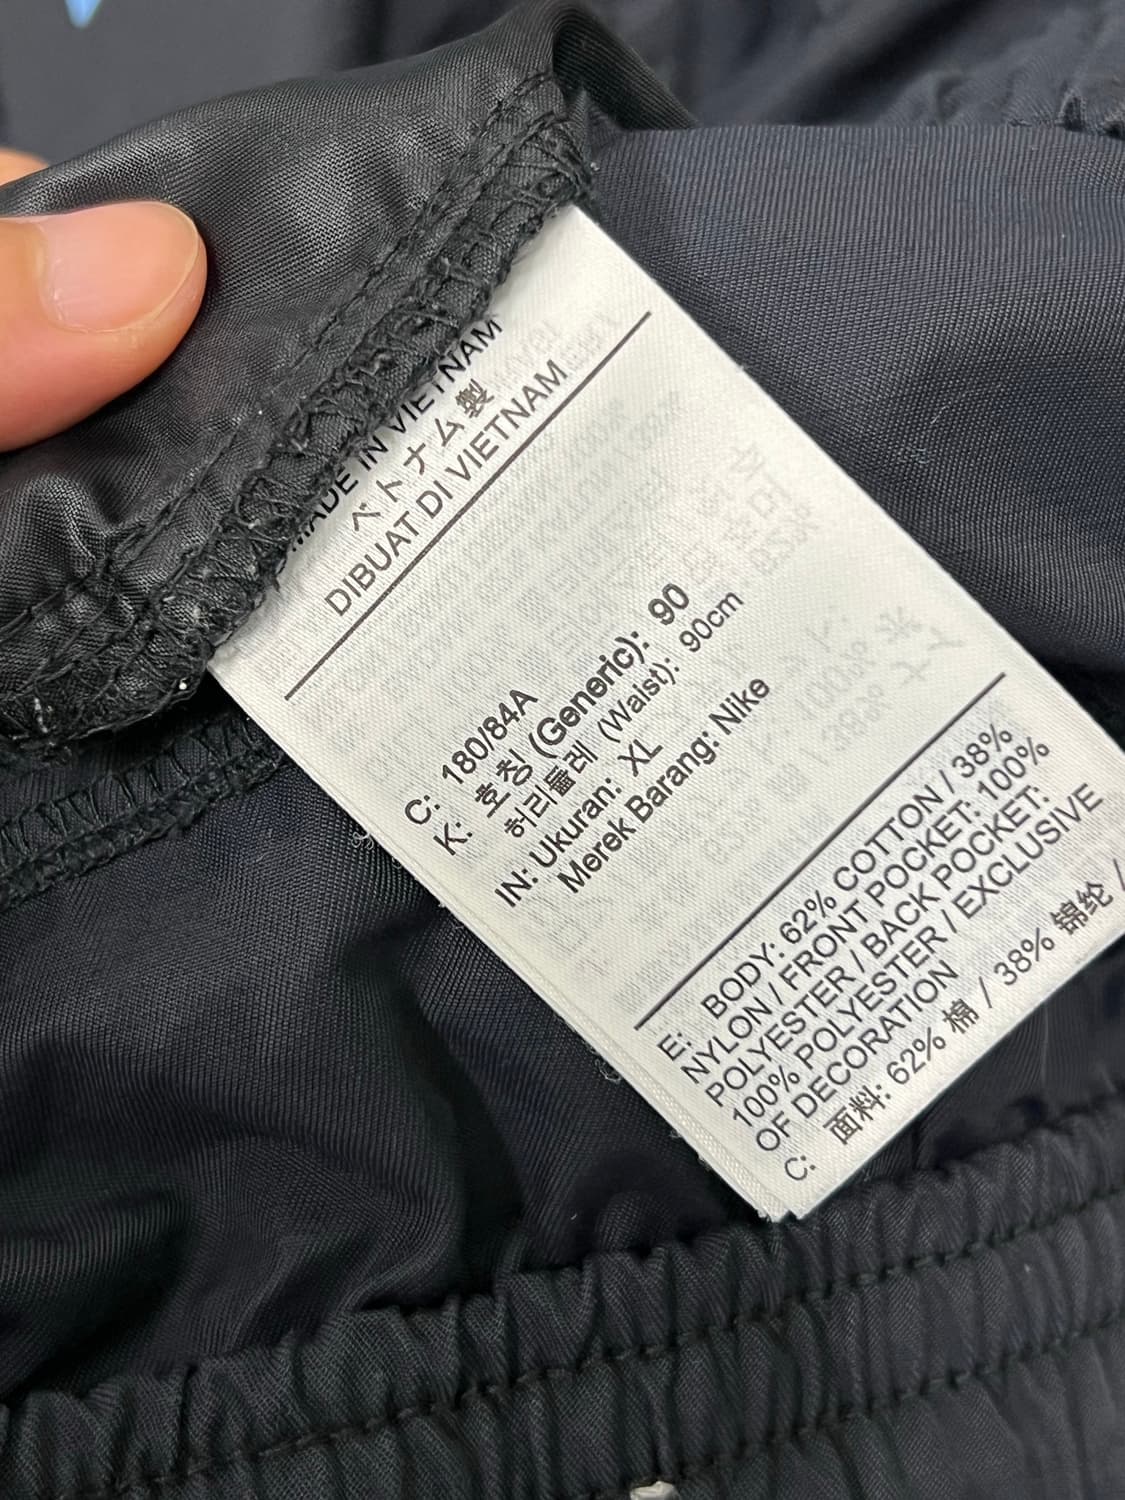 MADE IN VIETNAM
ベトナム製
DIBUAT DI VIETNAM
C: 180/84A
K: 호칭 (Generic): 90
허리둘레 (Waist): 90cm
IN: Ukuran: XL
Merek Barang: Nike
E: BODY: 62% COTTON / 38%
NYLON / FRONT POCKET: 100%
POLYESTER / BACK POCKET:
100% POLYESTER / EXCLUSIVE
OF DECORATION
C: 面料: 62% 棉 / 38% 锦纶 /